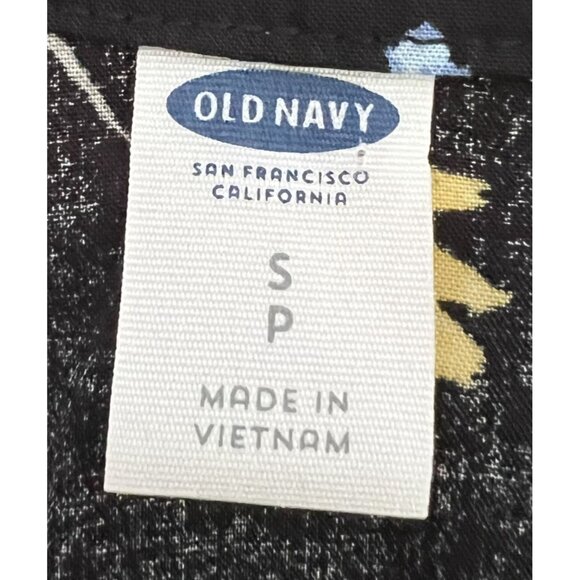 OLD NAVY
SAN FRANCISCO
CALIFORNIA
S
P
MADE IN
VIETNAM